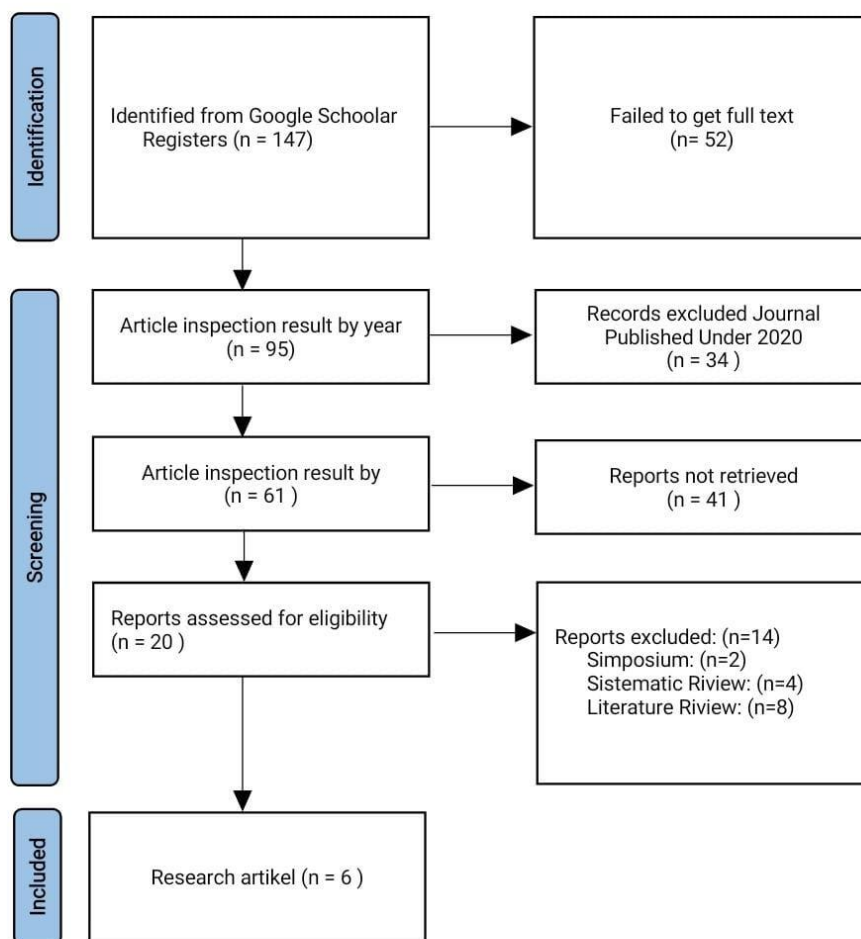 Identification
Identified from Google Schoolar
Registers (n = 147)
Failed to get full text
(n= 52)
Screening
Article inspection result by year
(n = 95)
Records excluded Journal
Published Under 2020
(n = 34 )
Article inspection result by
(n = 61 )
Reports not retrieved
(n = 41 )
Reports assessed for eligibility
(n = 20 )
Reports excluded: (n=14)
Simposium: (n=2)
Sistematic Riview: (n=4)
Literature Riview: (n=8)
Included
Research artikel (n = 6 )